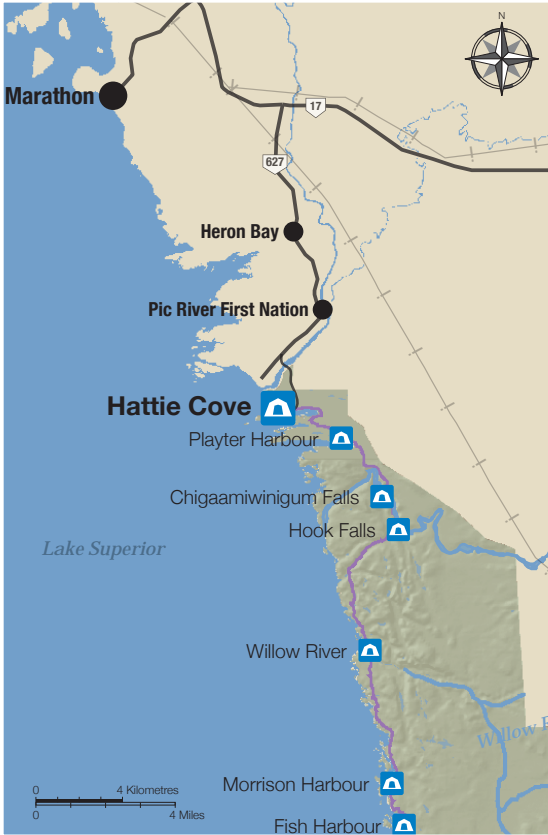 N
Marathon
17
627
Heron Bay
Pic River First Nation
Hattie Cove
Playter Harbour
Chigaamiwinigum Falls
Hook Falls
Lake Superior
Willow River
Willow
Morrison Harbour
0 4 Kilometres
0 4 Miles
Fish Harbour